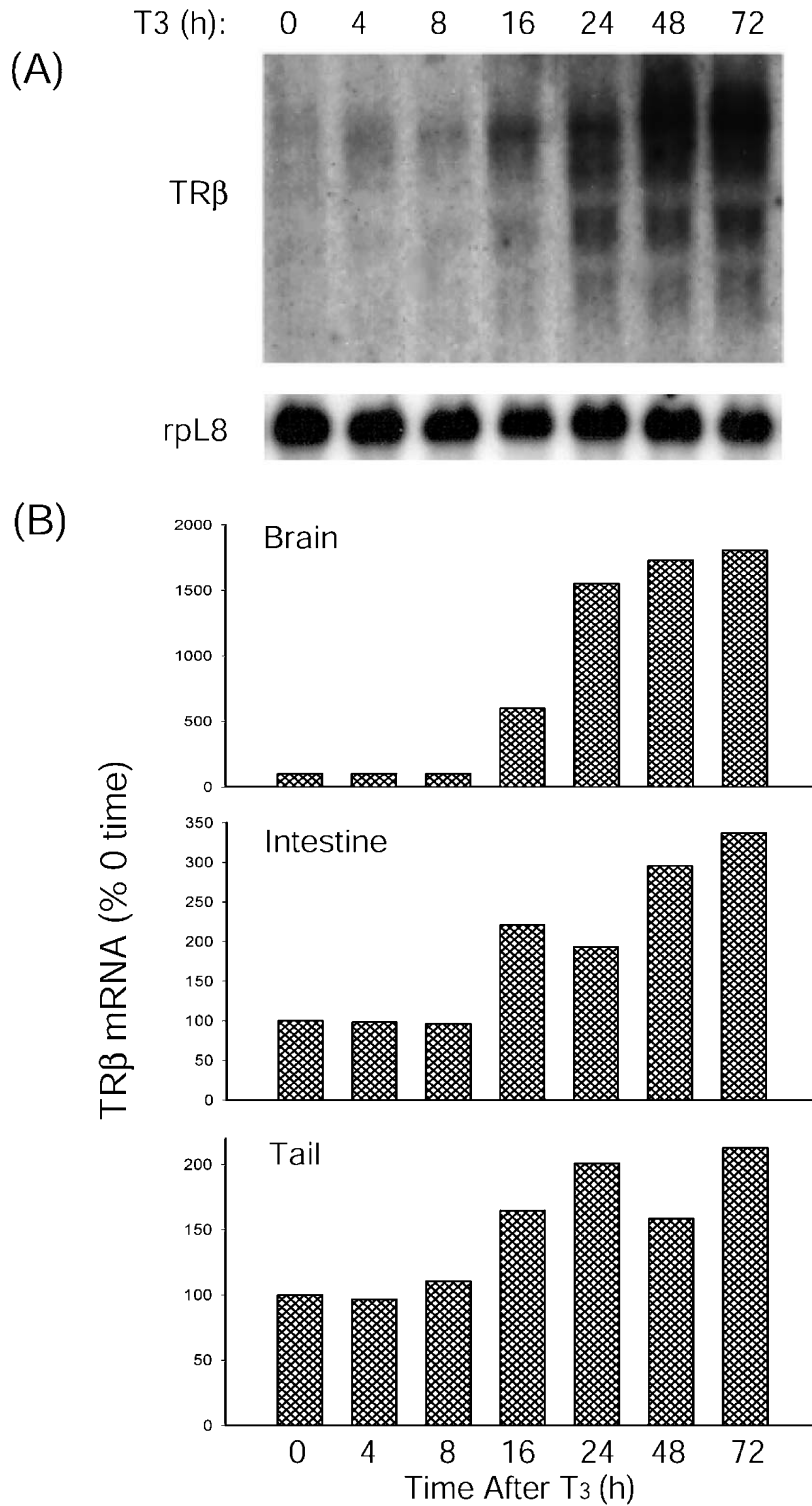 T3 (h): 0 4 8 16 24 48 72
(A)
TRβ
rpL8
(B)
TRβ mRNA (% 0 time)
Brain
2000
1500
1000
500
0
Intestine
350
300
250
200
150
100
50
0
Tail
200
150
100
50
0
0 4 8 16 24 48 72
Time After T3 (h)